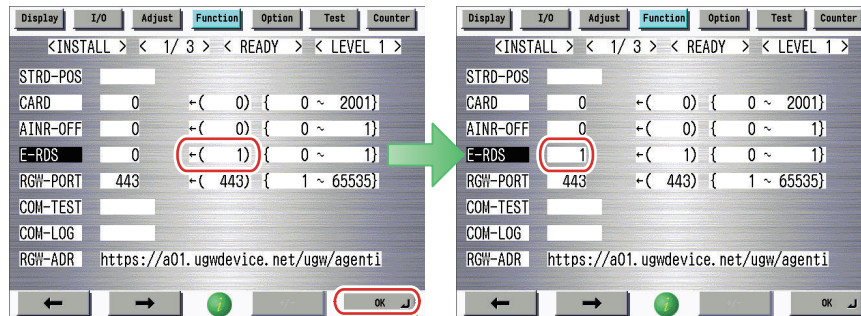 Display I/O Adjust Function Option Test Counter
<INSTALL > < 1/ 3 > < READY > < LEVEL 1 >
STRD-POS
CARD 0 ←( 0) { 0 ~ 2001}
AINR-OFF 0 ←( 0) { 0 ~ 1}
E-RDS 0 ←( 1) { 0 ~ 1}
RGW-PORT 443 ←( 443) { 1 ~ 65535}
COM-TEST
COM-LOG
RGW-ADR https://a01.ugwdevice.net/ugw/agenti
← → i +/- OK ↵
Display I/O Adjust Function Option Test Counter
<INSTALL > < 1/ 3 > < READY > < LEVEL 1 >
STRD-POS
CARD 0 ←( 0) { 0 ~ 2001}
AINR-OFF 0 ←( 0) { 0 ~ 1}
E-RDS 1 ←( 1) { 0 ~ 1}
RGW-PORT 443 ←( 443) { 1 ~ 65535}
COM-TEST
COM-LOG
RGW-ADR https://a01.ugwdevice.net/ugw/agenti
← → i +/- OK ↵